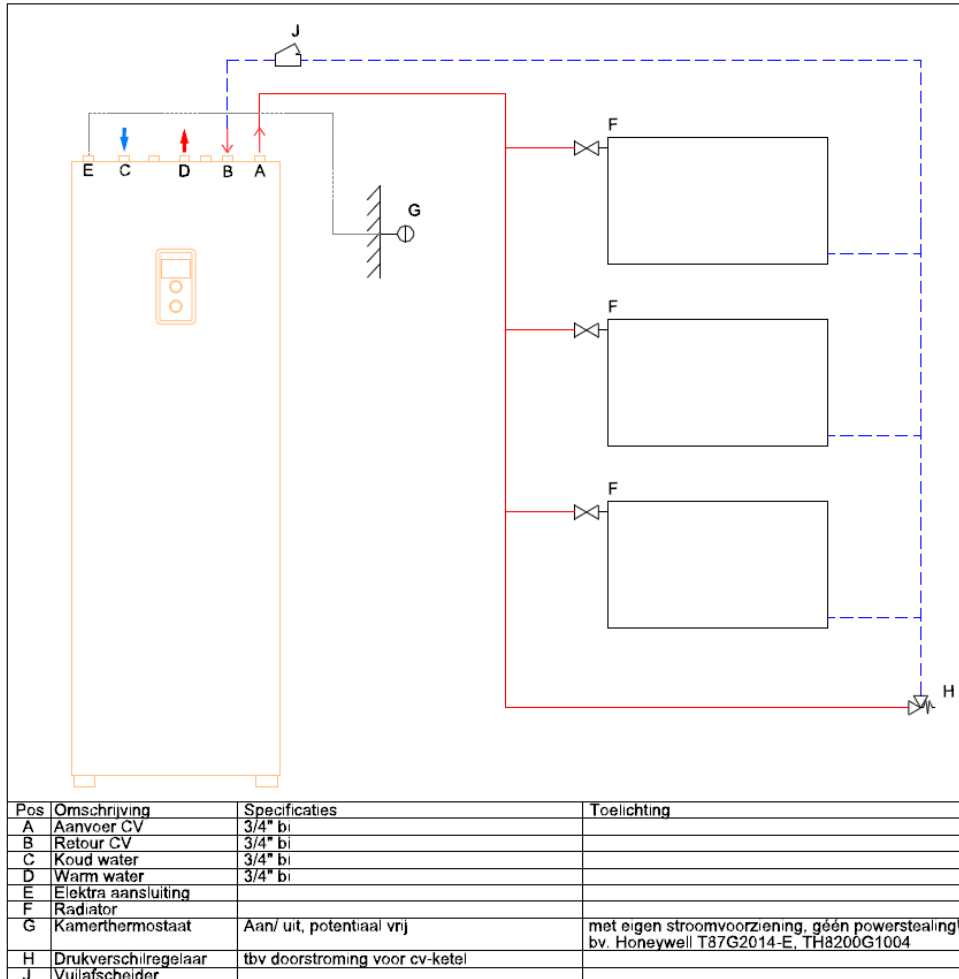 J
F
E C D B A
G
F
F
H
Pos Omschrijving Specificaties Toelichting
A Aanvoer CV 3/4" bi
B Retour CV 3/4" bi
C Koud water 3/4" bi
D Warm water 3/4" bi
E Elektra aansluiting
F Radiator
G Kamerthermostaat Aan/ uit, potentiaal vrij met eigen stroomvoorziening, géén powerstealing!
bv. Honeywell T87G2014-E, TH8200G1004
H Drukverschilregelaar tbv doorstroming voor cv-ketel
J Vuilafscheider